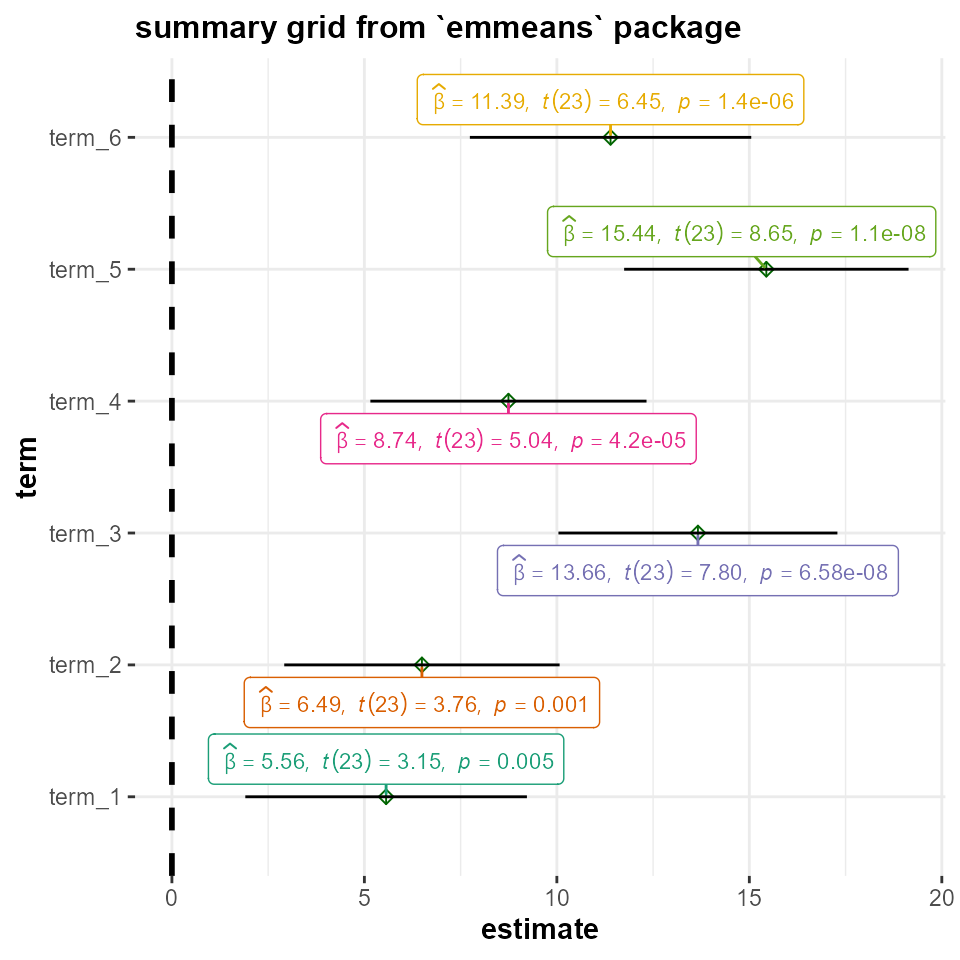 summary grid from `emmeans` package
term
term_6
β̂ = 11.39, t(23) = 6.45, p = 1.4e-06
term_5
β̂ = 15.44, t(23) = 8.65, p = 1.1e-08
term_4
β̂ = 8.74, t(23) = 5.04, p = 4.2e-05
term_3
β̂ = 13.66, t(23) = 7.80, p = 6.58e-08
term_2
β̂ = 6.49, t(23) = 3.76, p = 0.001
β̂ = 5.56, t(23) = 3.15, p = 0.005
term_1
0 5 10 15 20
estimate